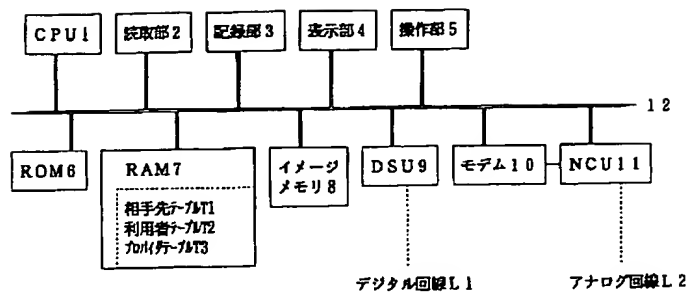 CPU1
読取部2
記録部3
表示部4
操作部5
12
ROM6
RAM7
相手先テーブルT1
利用者テーブルT2
プロバイダテーブルT3
イメージ
メモリ8
DSU9
モデム10
NCU11
デジタル回線L1
アナログ回線L2